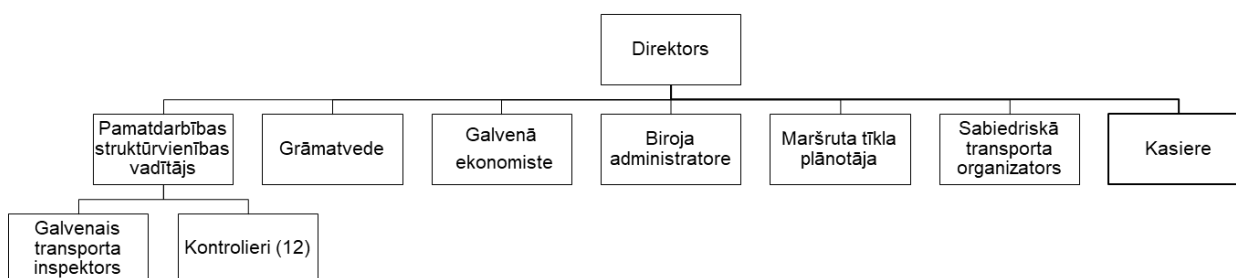 Direktors
Pamatdarbības
struktūrvienības
vadītājs
Grāmatvede
Galvenā
ekonomiste
Biroja
administratore
Maršruta tīkla
plānotāja
Sabiedriskā
transporta
organizators
Kasiere
Galvenais
transporta
inspektors
Kontrolieri (12)